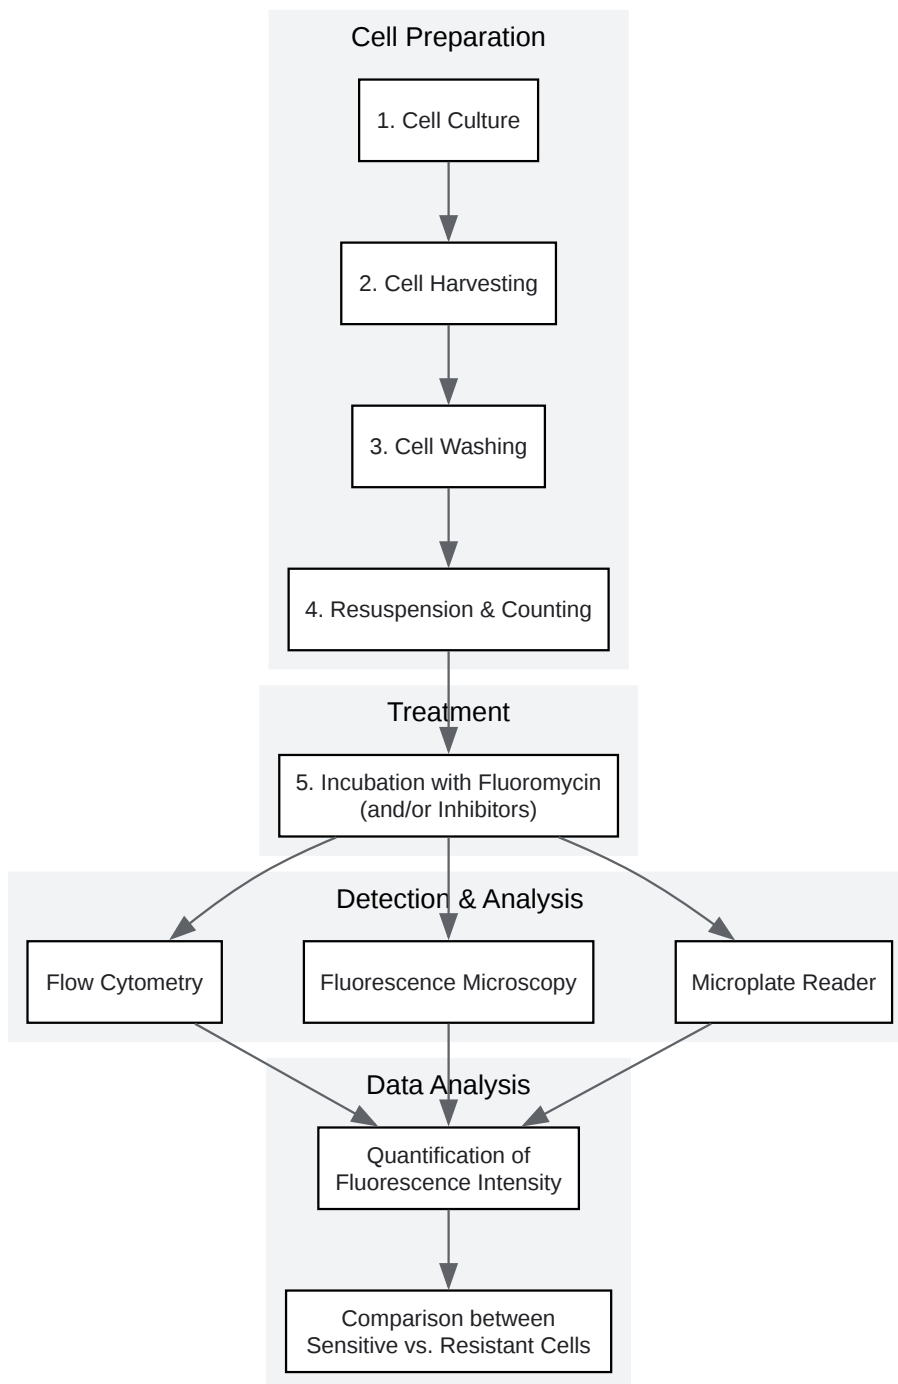 Cell Preparation
1. Cell Culture
2. Cell Harvesting
3. Cell Washing
4. Resuspension & Counting
Treatment
5. Incubation with Fluoromycin
(and/or Inhibitors)
Detection & Analysis
Flow Cytometry
Fluorescence Microscopy
Microplate Reader
Data Analysis
Quantification of
Fluorescence Intensity
Comparison between
Sensitive vs. Resistant Cells